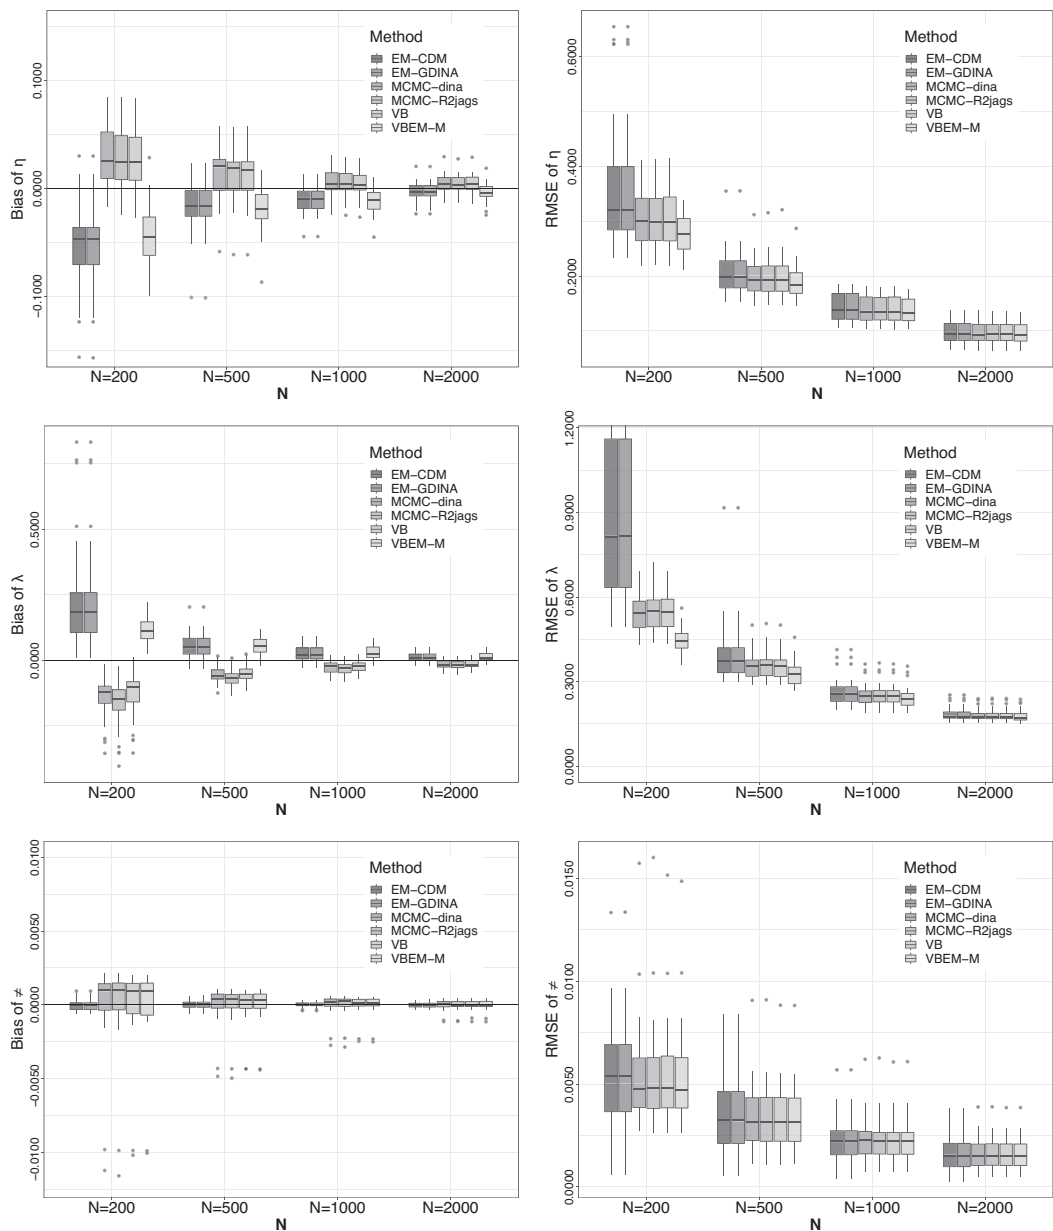 Bias of η
0.1000
0.0000
−0.1000
Method
EM−CDM
EM−GDINA
MCMC−dina
MCMC−R2jags
VB
VBEM−M
N=200
N=500
N=1000
N=2000
N
RMSE of η
0.6000
0.4000
0.2000
Method
EM−CDM
EM−GDINA
MCMC−dina
MCMC−R2jags
VB
VBEM−M
N=200
N=500
N=1000
N=2000
N
Bias of λ
0.5000
0.0000
Method
EM−CDM
EM−GDINA
MCMC−dina
MCMC−R2jags
VB
VBEM−M
N=200
N=500
N=1000
N=2000
N
RMSE of λ
1.2000
0.9000
0.6000
0.3000
0.0000
Method
EM−CDM
EM−GDINA
MCMC−dina
MCMC−R2jags
VB
VBEM−M
N=200
N=500
N=1000
N=2000
N
Bias of ≠
0.0100
0.0050
0.0000
−0.0050
−0.0100
Method
EM−CDM
EM−GDINA
MCMC−dina
MCMC−R2jags
VB
VBEM−M
N=200
N=500
N=1000
N=2000
N
RMSE of ≠
0.0150
0.0100
0.0050
0.0000
Method
EM−CDM
EM−GDINA
MCMC−dina
MCMC−R2jags
VB
VBEM−M
N=200
N=500
N=1000
N=2000
N